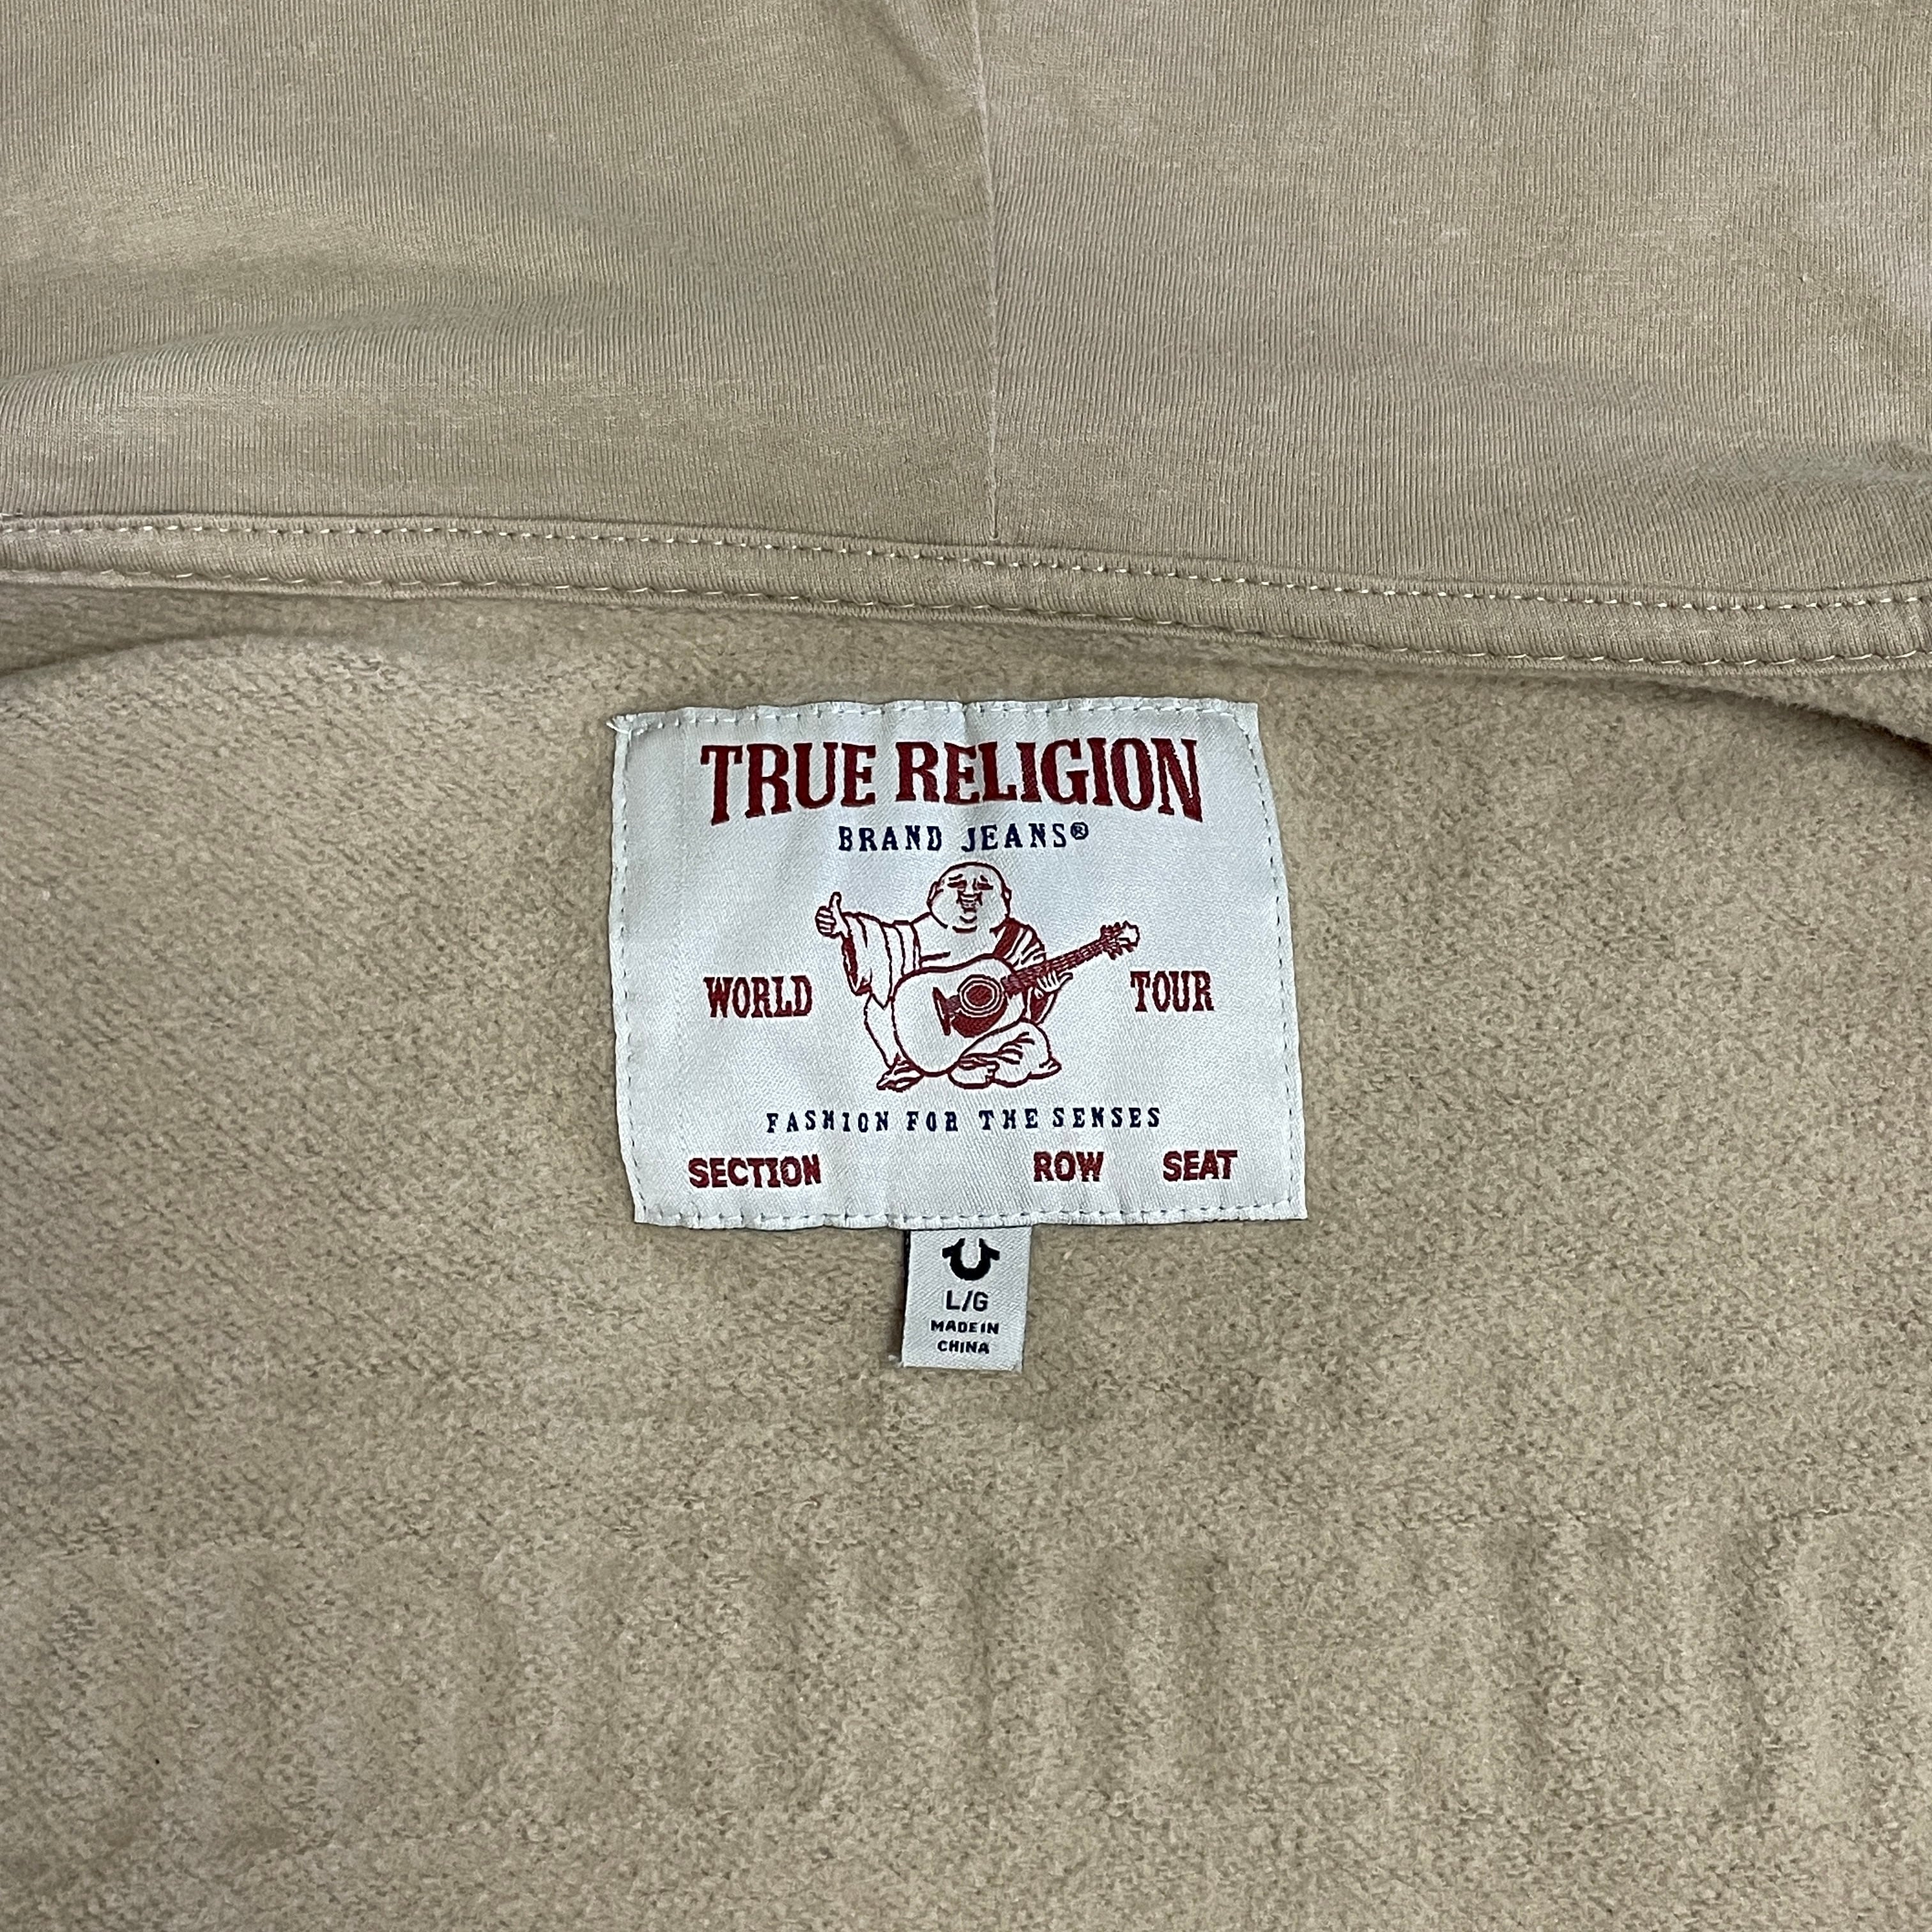 TRUE RELIGION
BRAND JEANS®
WORLD TOUR
FASHION FOR THE SENSES
SECTION ROW SEAT
L/G
MADE IN
CHINA